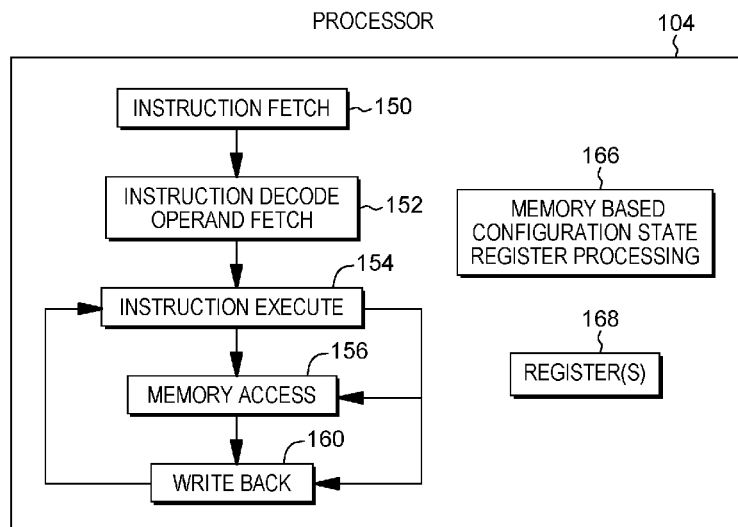 PROCESSOR
104
INSTRUCTION FETCH
150
INSTRUCTION DECODE
OPERAND FETCH
152
166
MEMORY BASED
CONFIGURATION STATE
REGISTER PROCESSING
154
INSTRUCTION EXECUTE
156
MEMORY ACCESS
168
REGISTER(S)
160
WRITE BACK